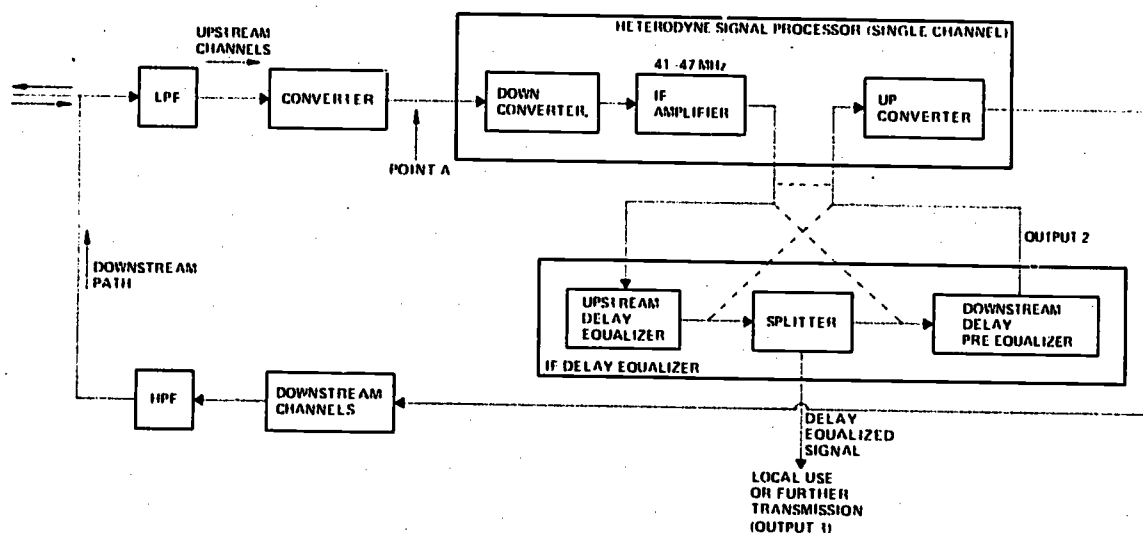 HETERODYNE SIGNAL PROCESSOR (SINGLE CHANNEL)
UPSTREAM
CHANNELS
LPF
CONVERTER
POINT A
DOWN
CONVERTER.
41-47 MHz
IF
AMPLIFIER
UP
CONVERTER
OUTPUT 2
DOWNSTREAM
PATH
UPSTREAM
DELAY
EQUALIZER
SPLITTER
DOWNSTREAM
DELAY
PRE EQUALIZER
IF DELAY EQUALIZER
HPF
DOWNSTREAM
CHANNELS
DELAY
EQUALIZED
SIGNAL
LOCAL USE
OR FURTHER
TRANSMISSION
(OUTPUT 1)